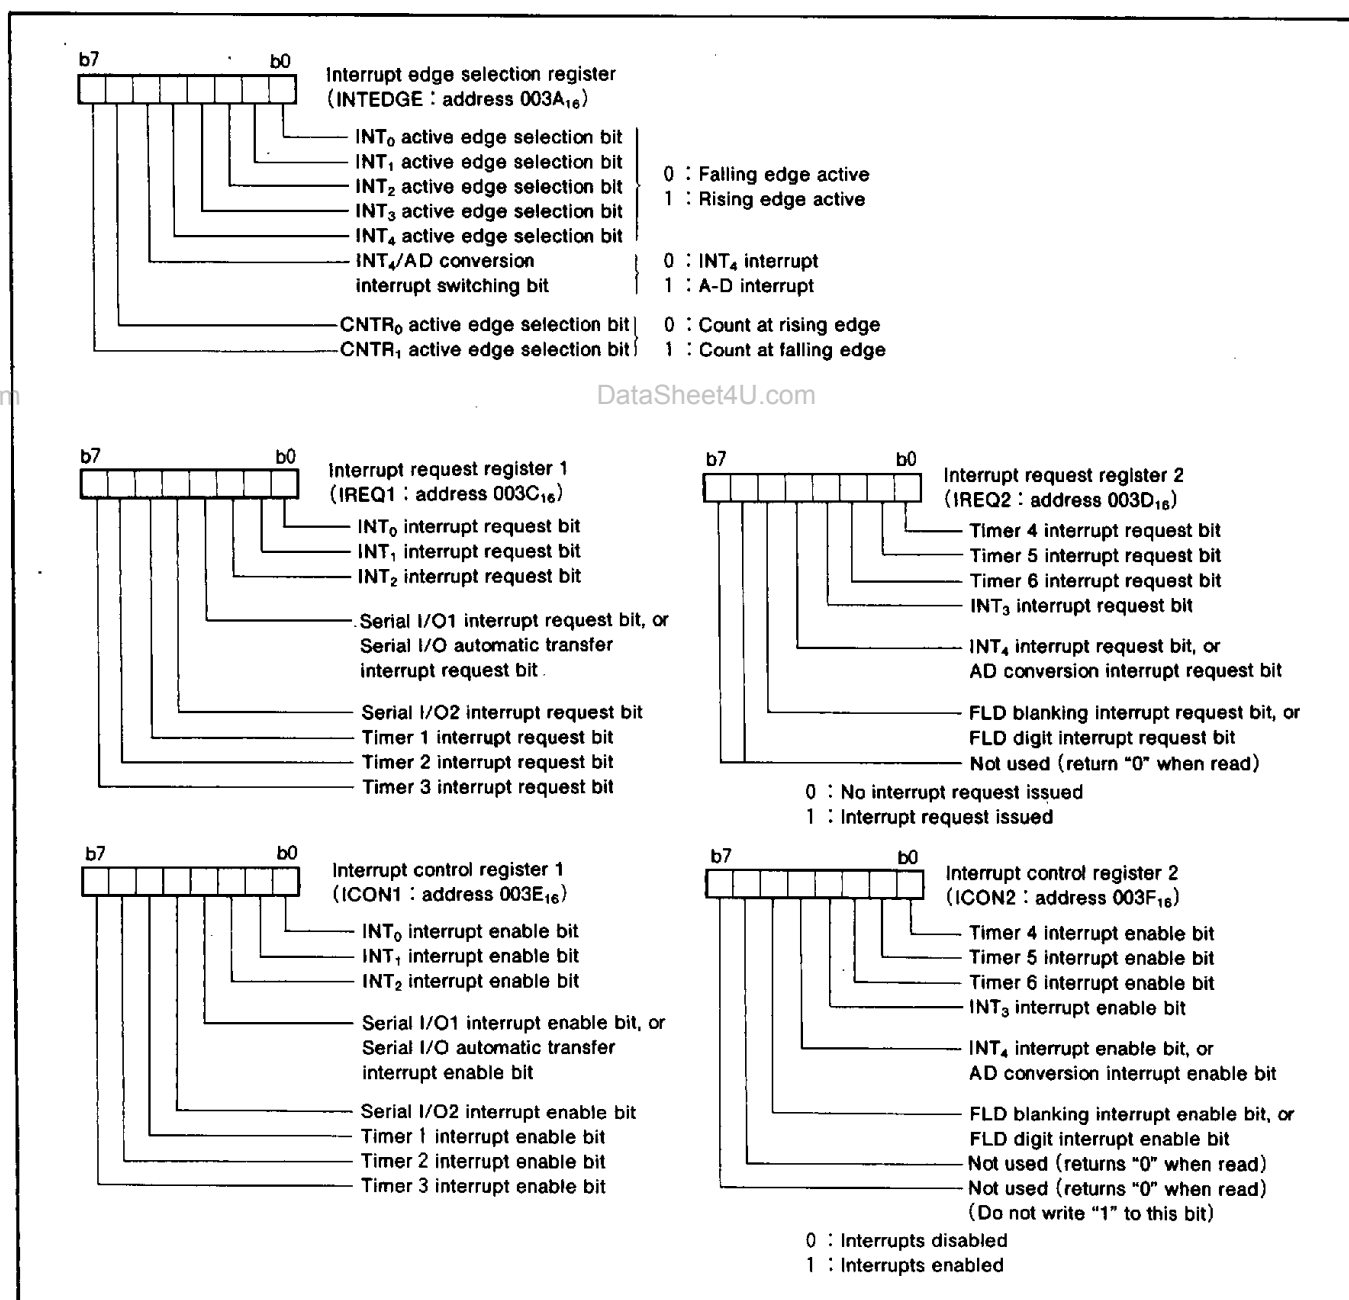 b7 b0
Interrupt edge selection register
(INTEDGE : address 003A₁₆)
INT₀ active edge selection bit
INT₁ active edge selection bit
INT₂ active edge selection bit
INT₃ active edge selection bit
INT₄ active edge selection bit
0 : Falling edge active
1 : Rising edge active
INT₄/AD conversion
interrupt switching bit
0 : INT₄ interrupt
1 : A-D interrupt
CNTR₀ active edge selection bit
CNTR₁ active edge selection bit
0 : Count at rising edge
1 : Count at falling edge
m
DataSheet4U.com
b7 b0
Interrupt request register 1
(IREQ1 : address 003C₁₆)
INT₀ interrupt request bit
INT₁ interrupt request bit
INT₂ interrupt request bit
Serial I/O1 interrupt request bit, or
Serial I/O automatic transfer
interrupt request bit
Serial I/O2 interrupt request bit
Timer 1 interrupt request bit
Timer 2 interrupt request bit
Timer 3 interrupt request bit
b7 b0
Interrupt request register 2
(IREQ2 : address 003D₁₆)
Timer 4 interrupt request bit
Timer 5 interrupt request bit
Timer 6 interrupt request bit
INT₃ interrupt request bit
INT₄ interrupt request bit, or
AD conversion interrupt request bit
FLD blanking interrupt request bit, or
FLD digit interrupt request bit
Not used (return "0" when read)
0 : No interrupt request issued
1 : Interrupt request issued
b7 b0
Interrupt control register 1
(ICON1 : address 003E₁₆)
INT₀ interrupt enable bit
INT₁ interrupt enable bit
INT₂ interrupt enable bit
Serial I/O1 interrupt enable bit, or
Serial I/O automatic transfer
interrupt enable bit
Serial I/O2 interrupt enable bit
Timer 1 interrupt enable bit
Timer 2 interrupt enable bit
Timer 3 interrupt enable bit
b7 b0
Interrupt control register 2
(ICON2 : address 003F₁₆)
Timer 4 interrupt enable bit
Timer 5 interrupt enable bit
Timer 6 interrupt enable bit
INT₃ interrupt enable bit
INT₄ interrupt enable bit, or
AD conversion interrupt enable bit
FLD blanking interrupt enable bit, or
FLD digit interrupt enable bit
Not used (returns "0" when read)
Not used (returns "0" when read)
(Do not write "1" to this bit)
0 : Interrupts disabled
1 : Interrupts enabled